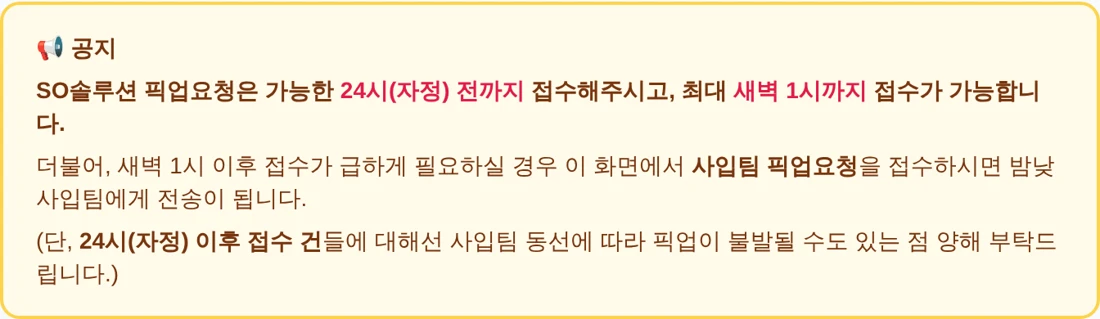 📢 공지
SO솔루션 픽업요청은 가능한 24시(자정) 전까지 접수해주시고, 최대 새벽 1시까지 접수가 가능합니
다.
더불어, 새벽 1시 이후 접수가 급하게 필요하실 경우 이 화면에서 사입팀 픽업요청을 접수하시면 밤낮
사입팀에게 전송이 됩니다.
(단, 24시(자정) 이후 접수 건들에 대해선 사입팀 동선에 따라 픽업이 불발될 수도 있는 점 양해 부탁드
립니다.)